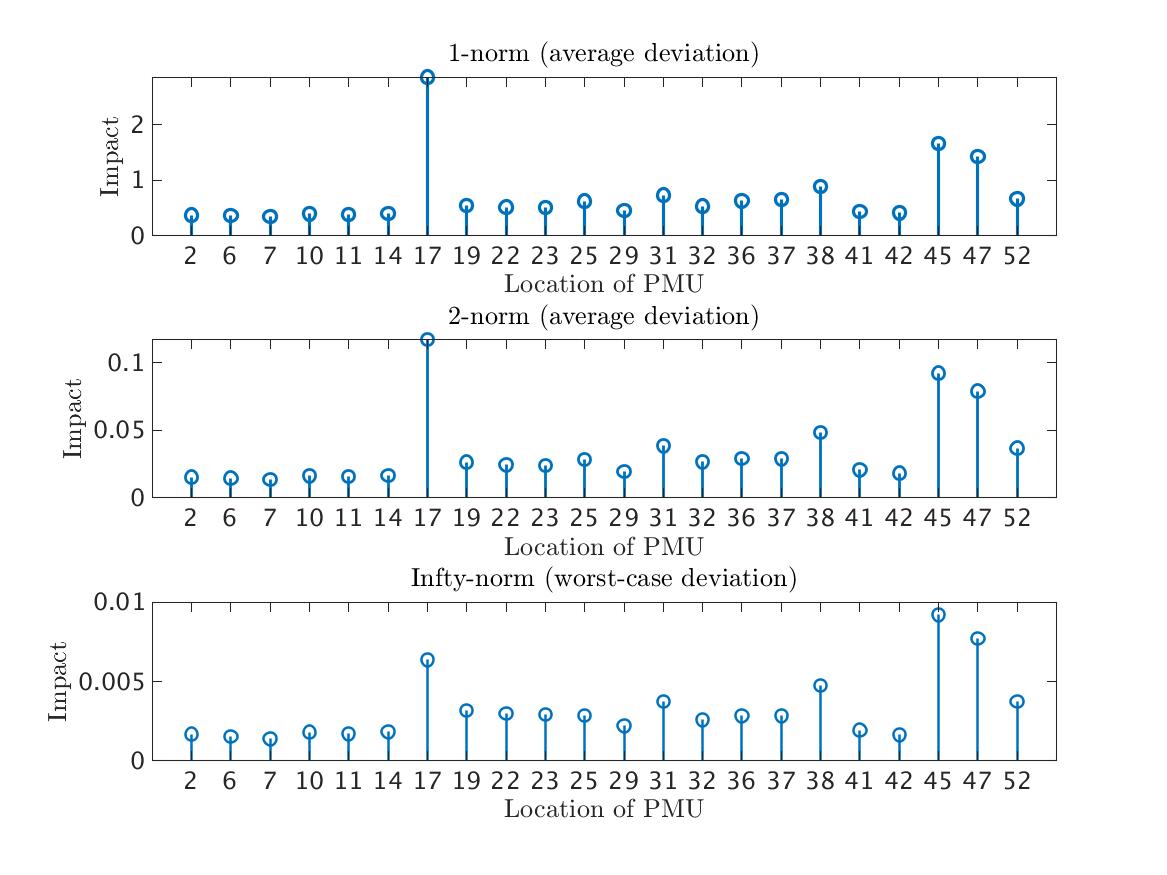 1-norm (average deviation)
2
1
0
Impact
2 6 7 10 11 14 17 19 22 23 25 29 31 32 36 37 38 41 42 45 47 52
Location of PMU
2-norm (average deviation)
0.1
0.05
0
Impact
2 6 7 10 11 14 17 19 22 23 25 29 31 32 36 37 38 41 42 45 47 52
Location of PMU
Infty-norm (worst-case deviation)
0.01
0.005
0
Impact
2 6 7 10 11 14 17 19 22 23 25 29 31 32 36 37 38 41 42 45 47 52
Location of PMU